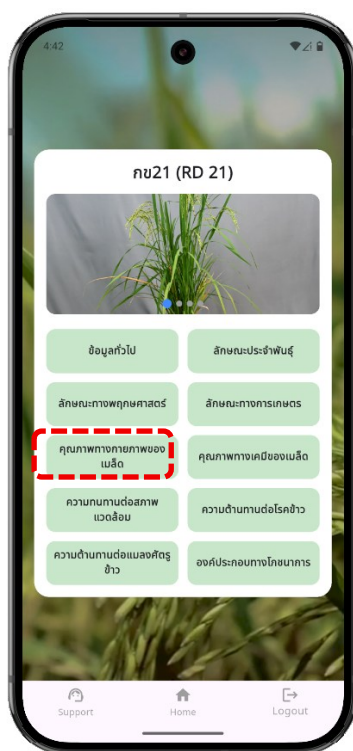 4:42
กข21 (RD 21)
ข้อมูลทั่วไป
ลักษณะประจำพันธุ์
ลักษณะทางพฤกษศาสตร์
ลักษณะทางการเกษตร
คุณภาพทางกายภาพของ
เมล็ด
คุณภาพทางเคมีของเมล็ด
ความทนทานต่อสภาพ
แวดล้อม
ความต้านทานต่อโรคข้าว
ความต้านทานต่อแมลงศัตรู
ข้าว
องค์ประกอบทางโภชนาการ
Support
Home
Logout